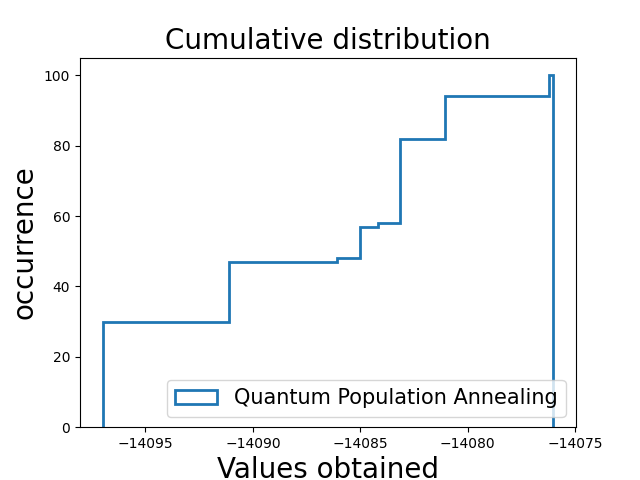 Cumulative distribution
100
80
60
40
20
0
occurrence
Quantum Population Annealing
−14095 −14090 −14085 −14080 −14075
Values obtained